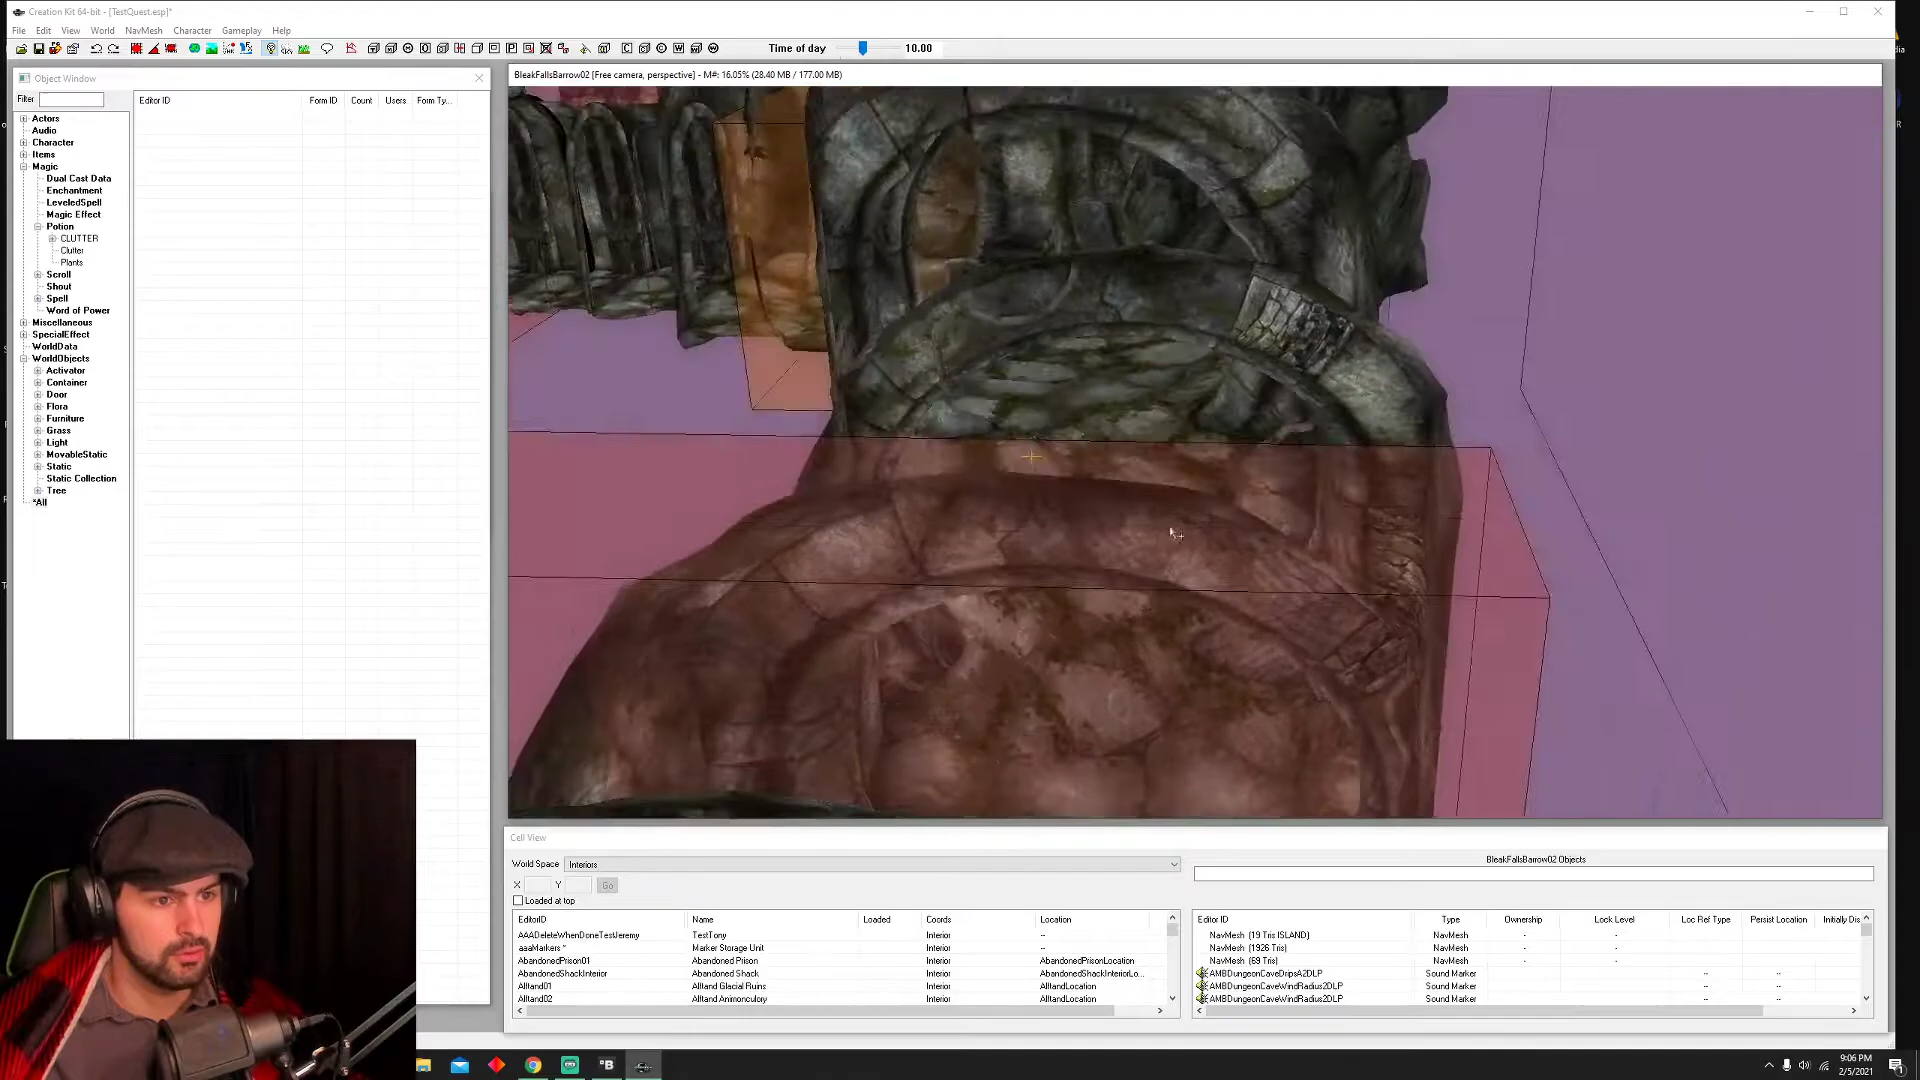 Creation Kit 64-bit - [TestQuest.esp]*
File Edit View World NavMesh Character Gameplay Help
Time of day 10.00
Object Window
Filter
Editor ID Form ID Count Users Form Ty...
Actors
Audio
Character
Items
Magic
Dual Cast Data
Enchantment
LeveledSpell
Magic Effect
Potion
CLUTTER
Clutter
Plants
Scroll
Shout
Spell
Word of Power
Miscellaneous
SpecialEffect
WorldData
WorldObjects
Activator
Container
Door
Flora
Furniture
Grass
Light
MovableStatic
Static
Static Collection
Tree
*All
BleakFallsBarrow02 [Free camera, perspective] - M#: 16.05% (28.40 MB / 177.00 MB)
Cell View
World Space Interiors
X Y Go
Loaded at top
EditorID Name Loaded Coords Location
AAADeleteWhenDoneTestJeremy TestTony Interior --
aaaMarkers * Marker Storage Unit Interior --
AbandonedPrison01 Abandoned Prison Interior AbandonedPrisonLocation
AbandonedShackInterior Abandoned Shack Interior AbandonedShackInteriorLo...
Alftand01 Alftand Glacial Ruins Interior AlftandLocation
Alftand02 Alftand Animonculory Interior AlftandLocation
BleakFallsBarrow02 Objects
Editor ID Type Ownership Lock Level Loc Ref Type Persist Location Initially Dis
NavMesh (19 Tris ISLAND) NavMesh - -
NavMesh (1926 Tris) NavMesh - -
NavMesh (69 Tris) NavMesh - -
AMBDungeonCaveDripsA2DLP Sound Marker -- --
AMBDungeonCaveWindRadius2DLP Sound Marker -- --
AMBDungeonCaveWindRadius2DLP Sound Marker -- --
9:06 PM
2/5/2021